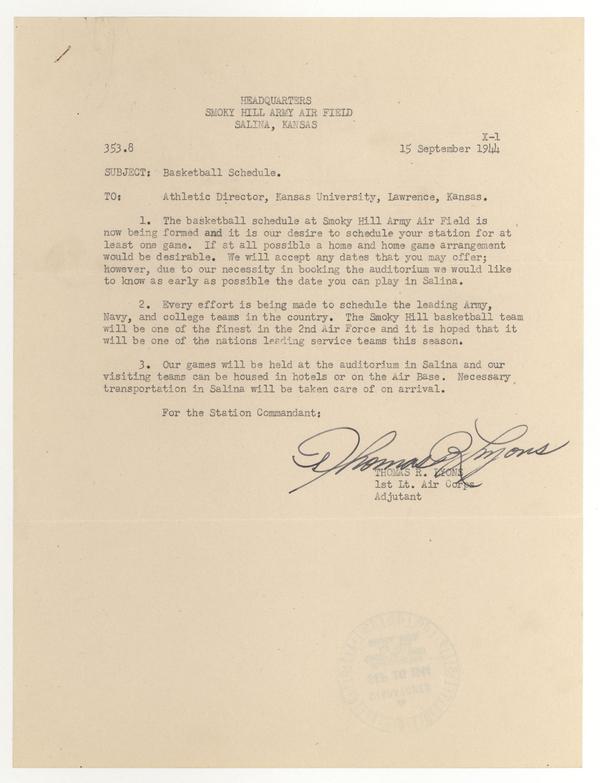 HEADQUARTERS
SMOKY HILL ARMY AIR FIELD
SALINA, KANSAS
X-1
353.8 15 September 1944
SUBJECT: Basketball Schedule.
TO: Athletic Director, Kansas University, Lawrence, Kansas.
1. The basketball schedule at Smoky Hill Army Air Field is
now being formed and it is our desire to schedule your station for
at least one game. If at all possible a home and home game arrangement
would be desirable. We will accept any dates that you may offer;
however, due to our necessity in booking the auditorium we would like
to know as early as possible the date you can play in Salina.
2. Every effort is being made to schedule the leading Army,
Navy, and college teams in the country. The Smoky Hill basketball team
will be one of the finest in the 2nd Air Force and it is hoped that it
will be one of the nations leading service teams this season.
3. Our games will be held at the auditorium in Salina and our
visiting teams can be housed in hotels or on the Air Base. Necessary
transportation in Salina will be taken care of on arrival.
For the Station Commandant:
Thomas R. Lyons
THOMAS R. LYONS
1st Lt. Air Corps
Adjutant